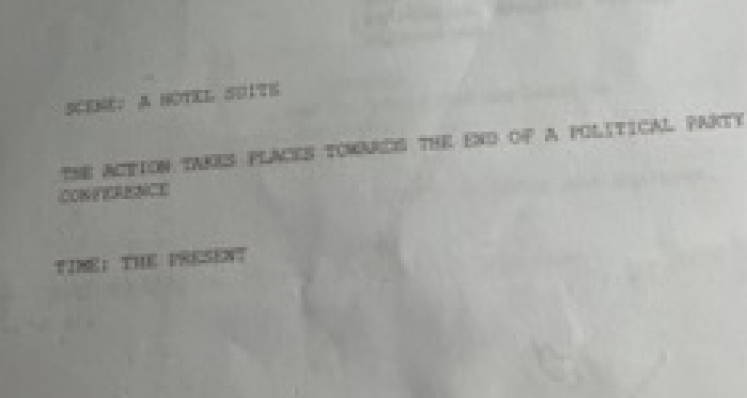 SCENE: A HOTEL SUITE
THE ACTION TAKES PLACES TOWARDS THE END OF A POLITICAL PARTY
CONFERENCE
TIME: THE PRESENT